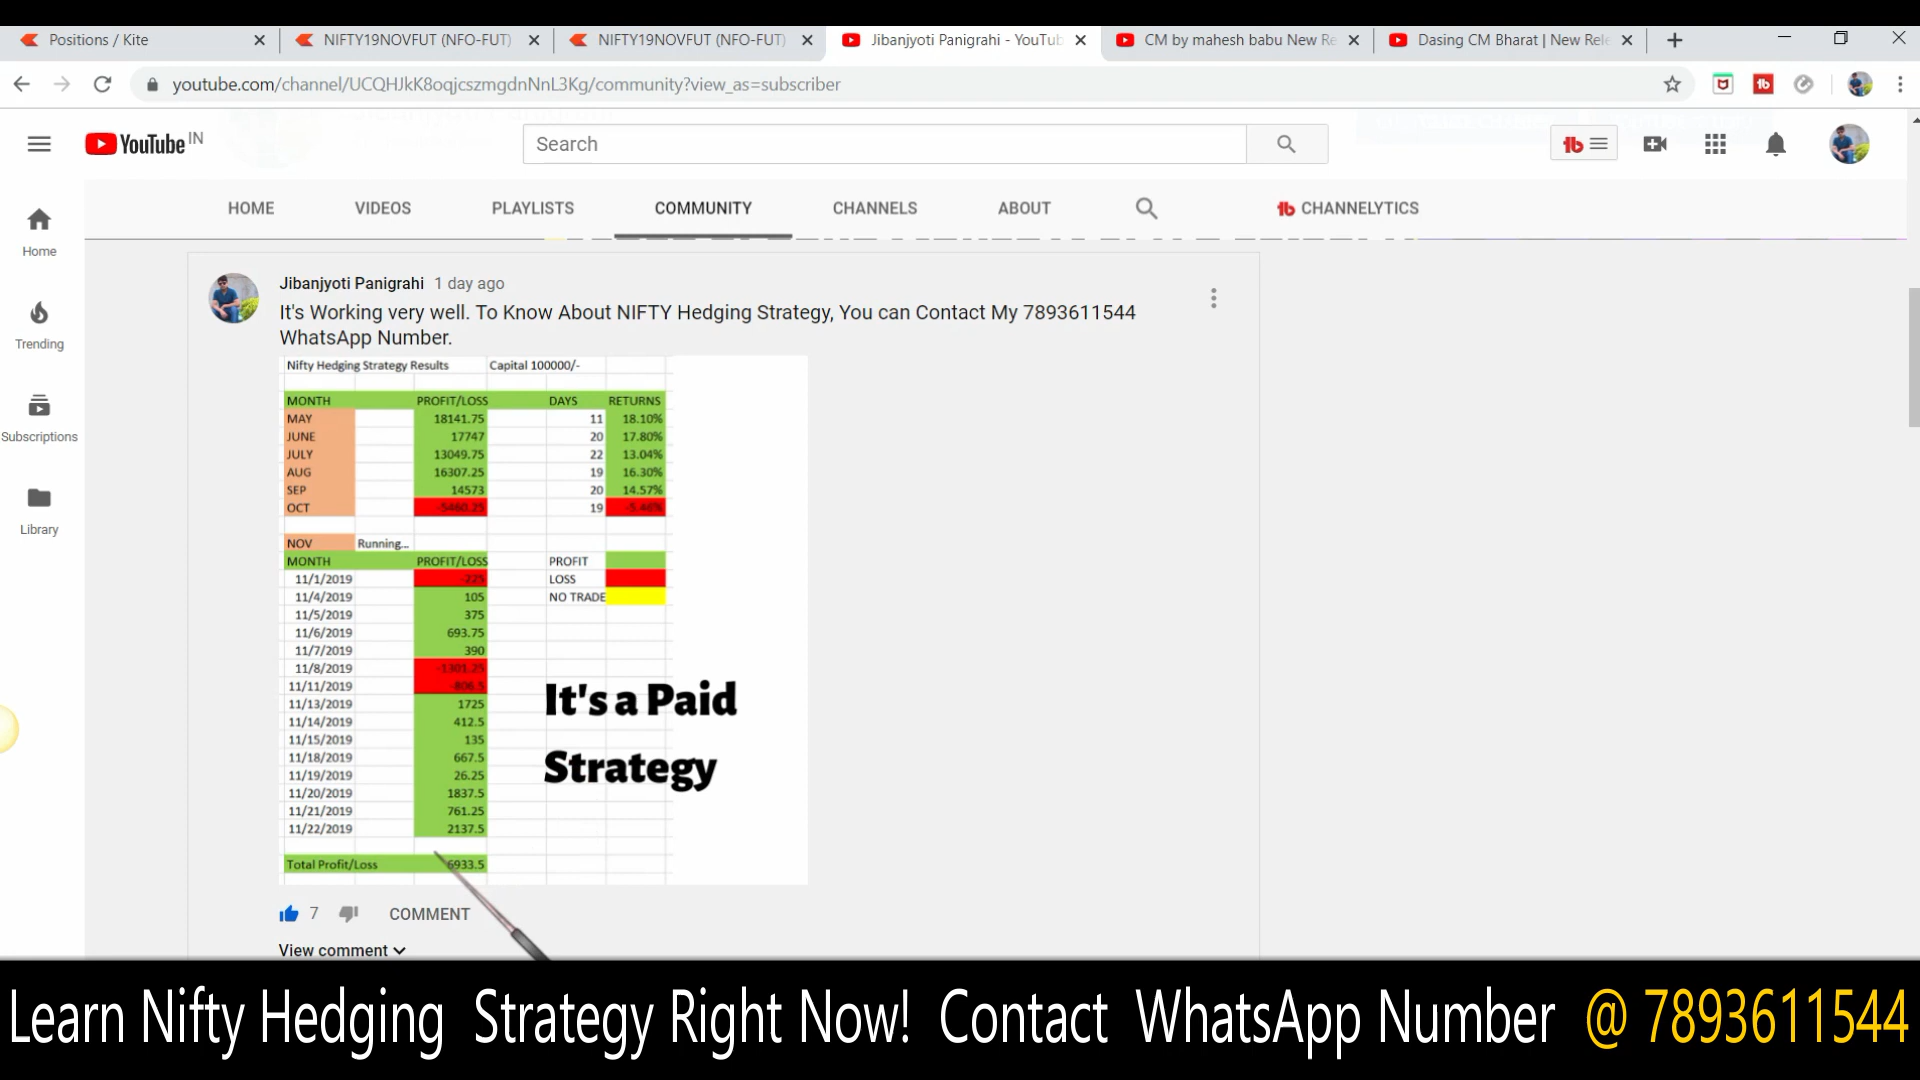 Positions / Kite
NIFTY19NOVFUT (NFO-FUT)
NIFTY19NOVFUT (NFO-FUT)
Jibanjyoti Panigrahi - YouTub
CM by mahesh babu New Re
Dasing CM Bharat | New Rele
youtube.com/channel/UCQHJkK8oqjcszmgdnNnL3Kg/community?view_as=subscriber
YouTube IN
Search
HOME VIDEOS PLAYLISTS COMMUNITY CHANNELS ABOUT CHANNELYTICS
Home
Trending
Subscriptions
Library
Jibanjyoti Panigrahi 1 day ago
It's Working very well. To Know About NIFTY Hedging Strategy, You can Contact My 7893611544
WhatsApp Number.
Nifty Hedging Strategy Results Capital 100000/-
MONTH PROFIT/LOSS DAYS RETURNS
MAY 18141.75 11 18.10%
JUNE 17747 20 17.80%
JULY 13049.75 22 13.04%
AUG 16307.25 19 16.30%
SEP 14573 20 14.57%
OCT -5460.25 19 -5.46%
NOV Running...
MONTH PROFIT/LOSS PROFIT
11/1/2019 -225 LOSS
11/4/2019 105 NO TRADE
11/5/2019 375
11/6/2019 693.75
11/7/2019 390
11/8/2019 -1301.25
11/11/2019 -806.5
11/13/2019 1725
11/14/2019 412.5
11/15/2019 135
11/18/2019 667.5
11/19/2019 26.25
11/20/2019 1837.5
11/21/2019 761.25
11/22/2019 2137.5
Total Profit/Loss 6933.5
It's a Paid
Strategy
7 COMMENT
View comment
Learn Nifty Hedging Strategy Right Now! Contact WhatsApp Number @ 7893611544